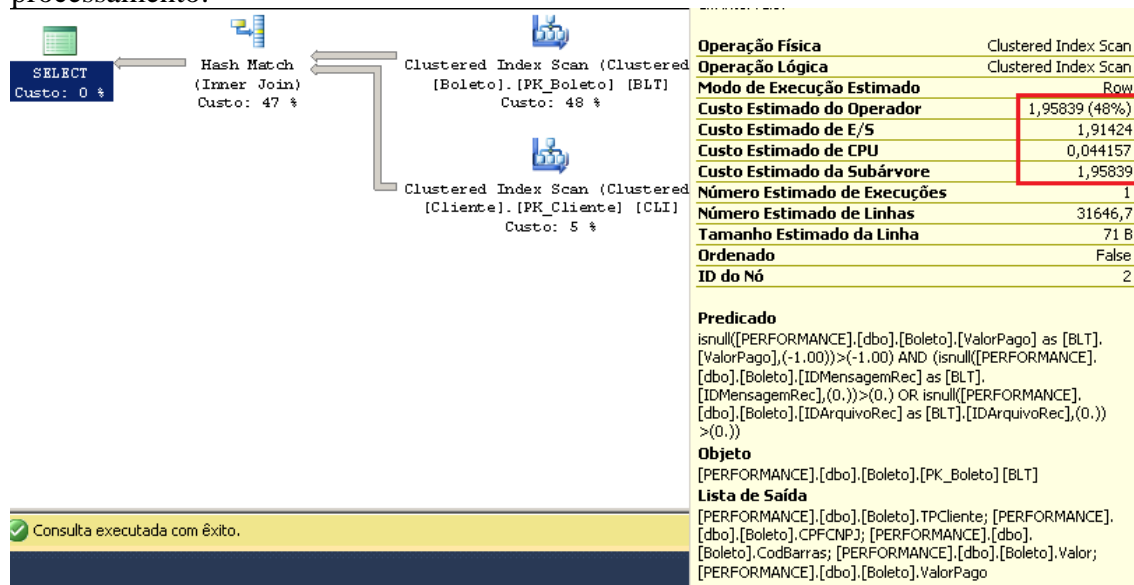 processamento.
SELECT
Custo: 0 %
Hash Match
(Inner Join)
Custo: 47 %
Clustered Index Scan (Clustered
[Boleto].[PK_Boleto] [BLT]
Custo: 48 %
Clustered Index Scan (Clustered
[Cliente].[PK_Cliente] [CLI]
Custo: 5 %
Consulta executada com êxito.
Operação Física Clustered Index Scan
Operação Lógica Clustered Index Scan
Modo de Execução Estimado Row
Custo Estimado do Operador 1,95839 (48%)
Custo Estimado de E/S 1,91424
Custo Estimado de CPU 0,044157
Custo Estimado da Subárvore 1,95839
Número Estimado de Execuções 1
Número Estimado de Linhas 31646,7
Tamanho Estimado da Linha 71 B
Ordenado False
ID do Nó 2
Predicado
isnull([PERFORMANCE].[dbo].[Boleto].[ValorPago] as [BLT].
[ValorPago],(-1.00))>(-1.00) AND (isnull([PERFORMANCE].
[dbo].[Boleto].[IDMensagemRec] as [BLT].
[IDMensagemRec],(0.))>(0.) OR isnull([PERFORMANCE].
[dbo].[Boleto].[IDArquivoRec] as [BLT].[IDArquivoRec],(0.))
>(0.))
Objeto
[PERFORMANCE].[dbo].[Boleto].[PK_Boleto] [BLT]
Lista de Saída
[PERFORMANCE].[dbo].[Boleto].TPCliente; [PERFORMANCE].
[dbo].[Boleto].CPFCNPJ; [PERFORMANCE].[dbo].
[Boleto].CodBarras; [PERFORMANCE].[dbo].[Boleto].Valor;
[PERFORMANCE].[dbo].[Boleto].ValorPago